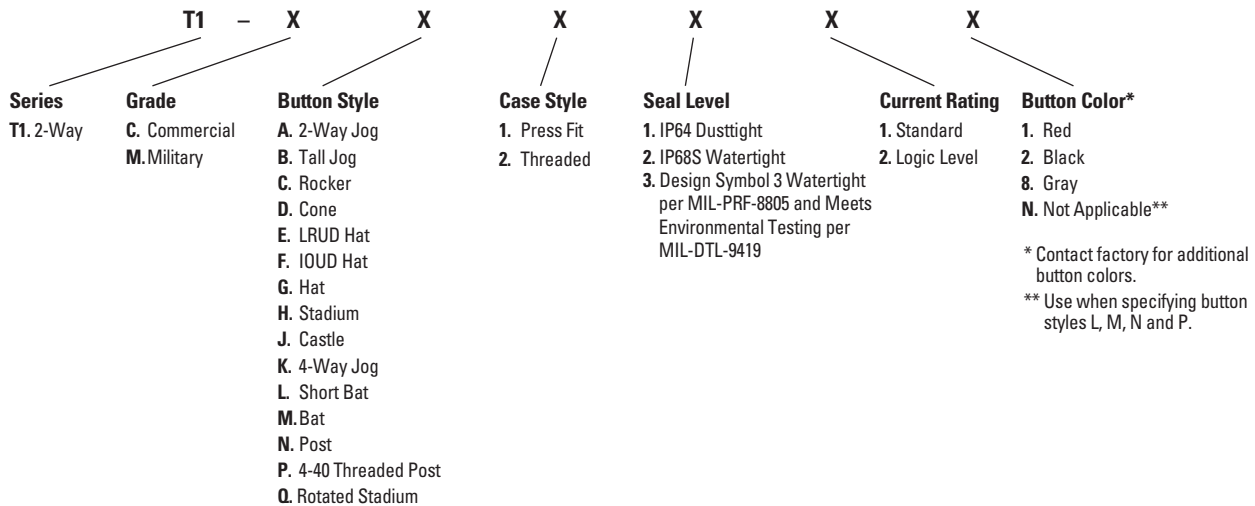 T1 – X X X X X X
Series
T1. 2-Way
Grade
C. Commercial
M. Military
Button Style
A. 2-Way Jog
B. Tall Jog
C. Rocker
D. Cone
E. LRUD Hat
F. IOUD Hat
G. Hat
H. Stadium
J. Castle
K. 4-Way Jog
L. Short Bat
M. Bat
N. Post
P. 4-40 Threaded Post
Q. Rotated Stadium
Case Style
1. Press Fit
2. Threaded
Seal Level
1. IP64 Dusttight
2. IP68S Watertight
3. Design Symbol 3 Watertight
per MIL-PRF-8805 and Meets
Environmental Testing per
MIL-DTL-9419
Current Rating
1. Standard
2. Logic Level
Button Color*
1. Red
2. Black
8. Gray
N. Not Applicable**
* Contact factory for additional
button colors.
** Use when specifying button
styles L, M, N and P.